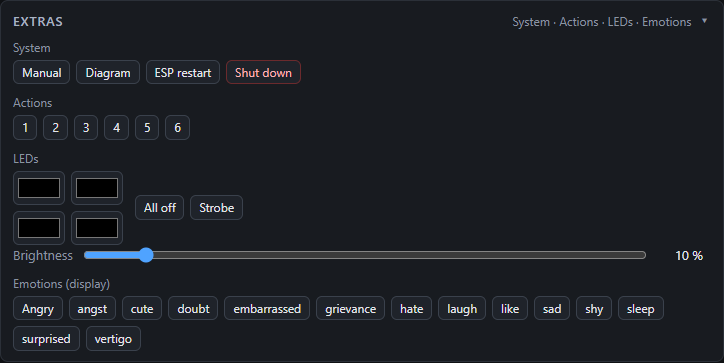 EXTRAS System · Actions · LEDs · Emotions ▼
System
Manual Diagram ESP restart Shut down
Actions
1 2 3 4 5 6
LEDs
All off Strobe
Brightness 10 %
Emotions (display)
Angry angst cute doubt embarrassed grievance hate laugh like sad shy sleep
surprised vertigo